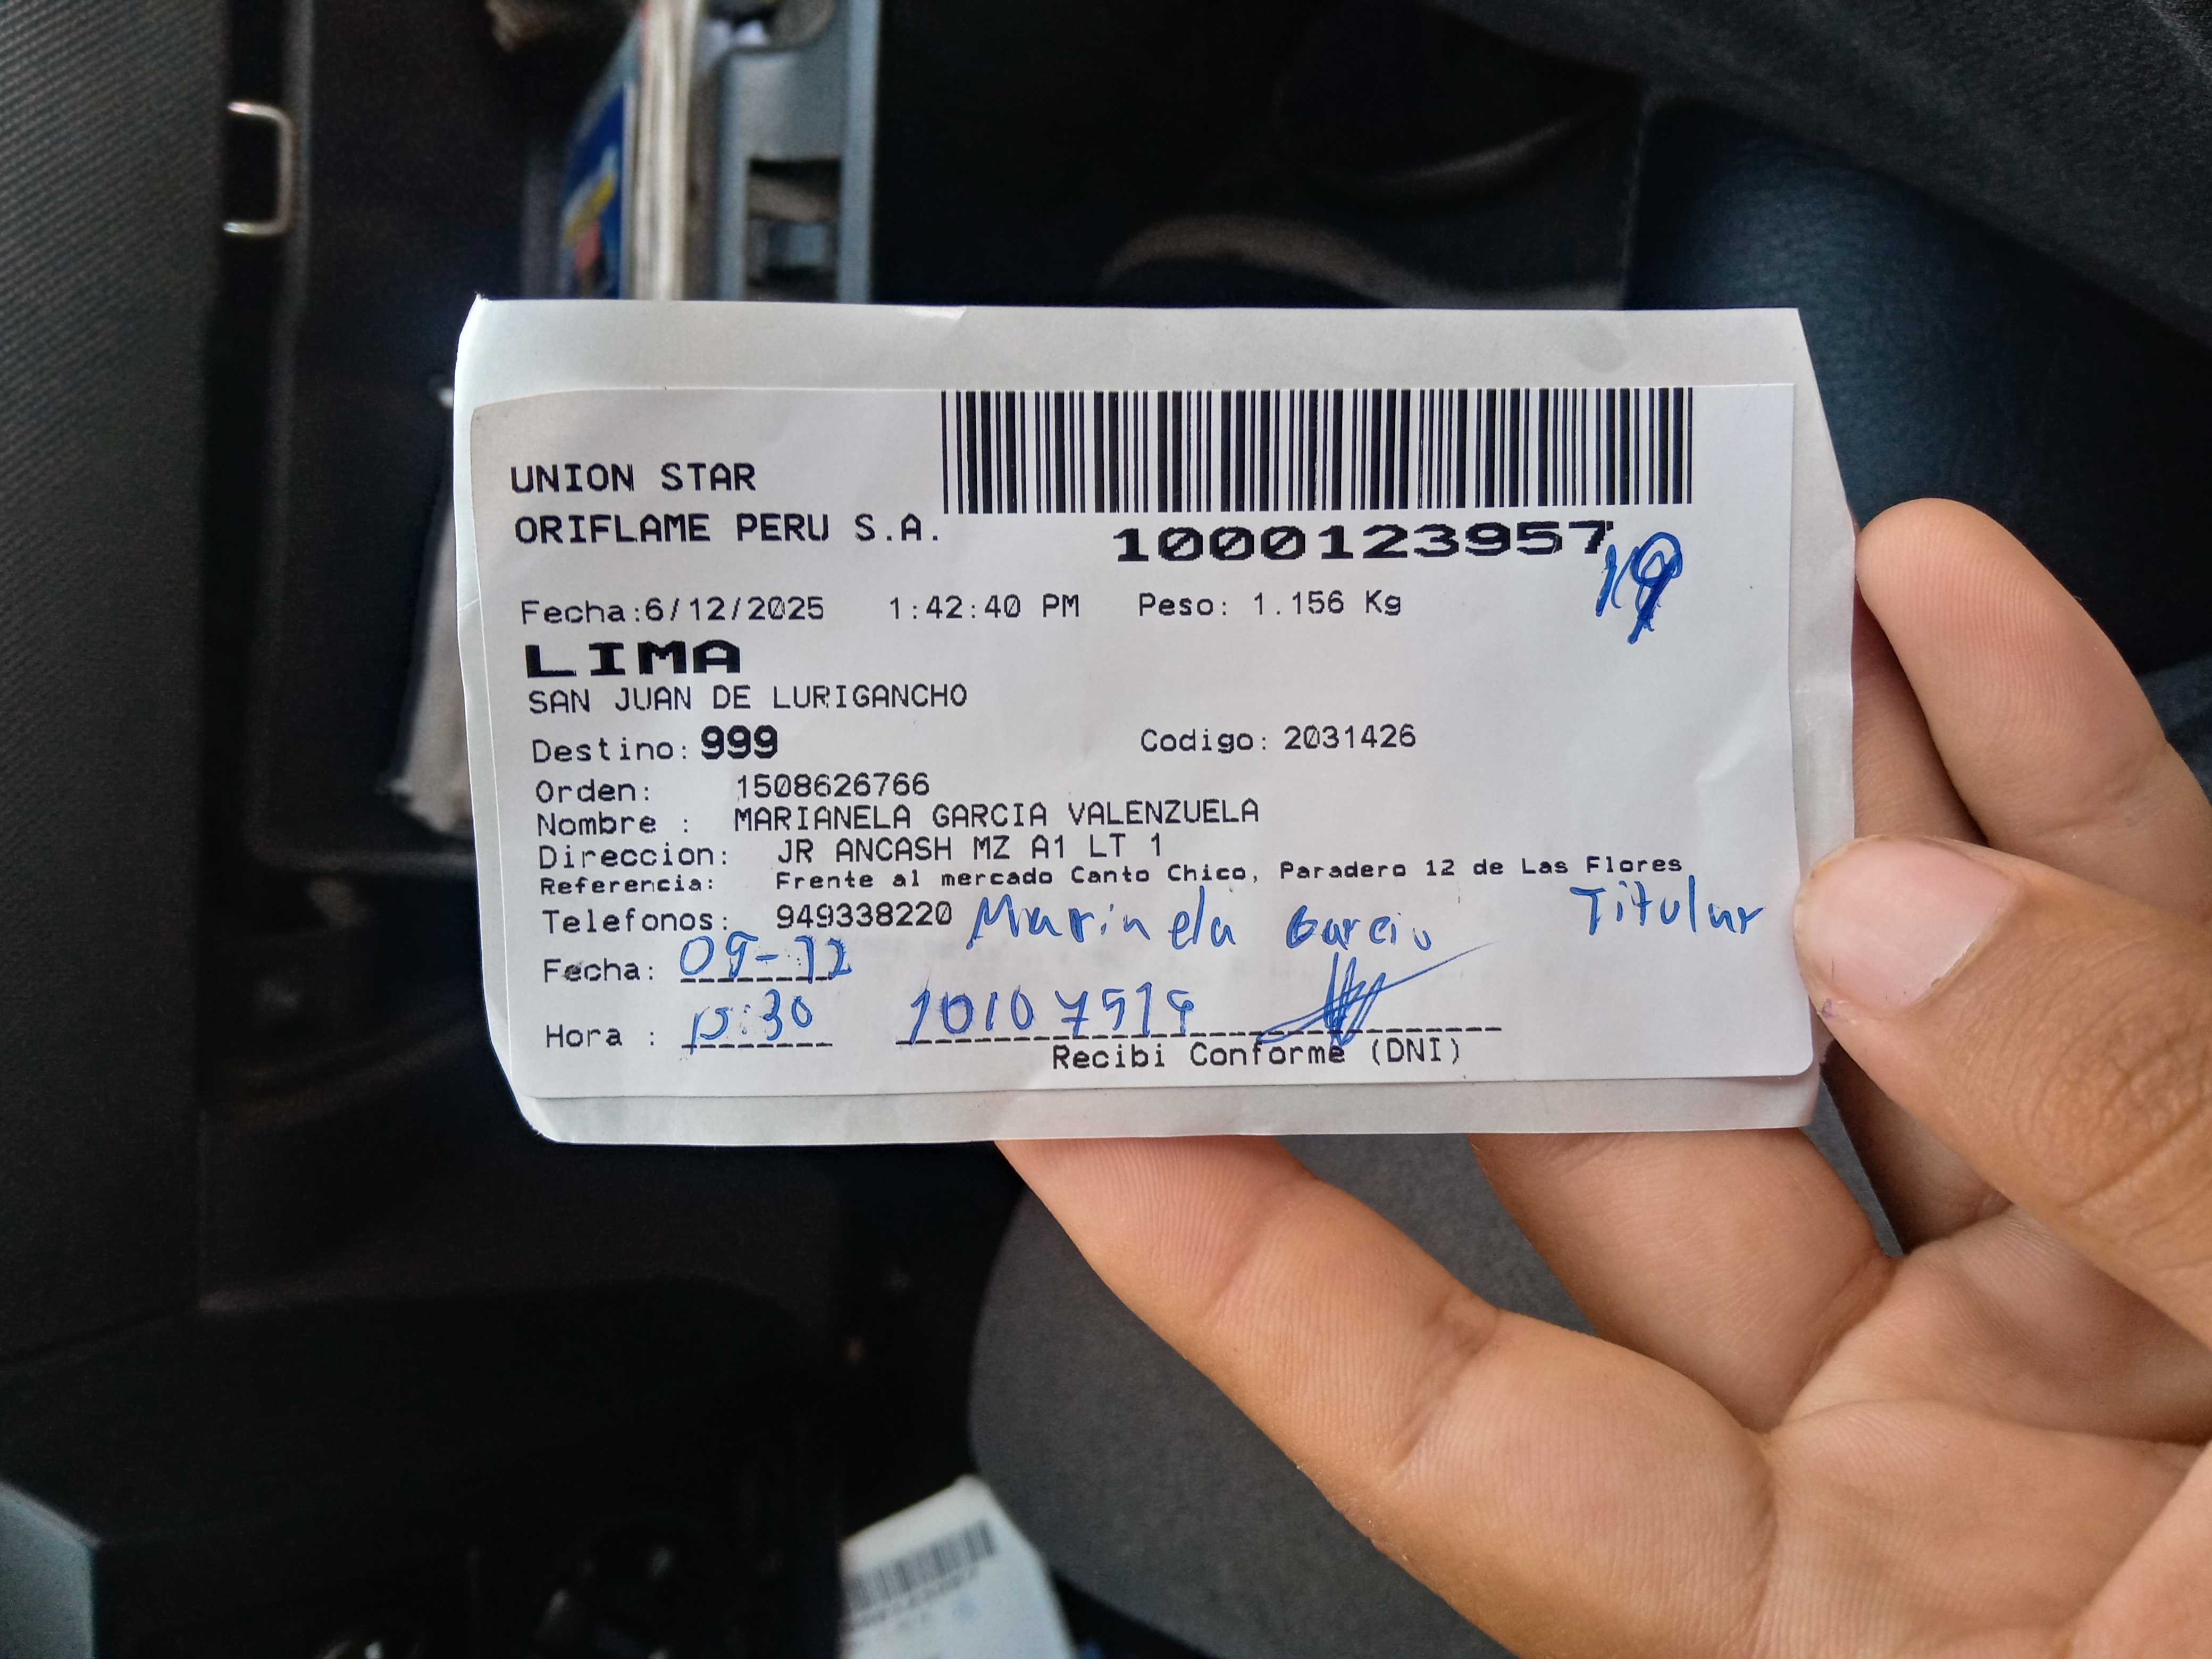 UNION STAR
ORIFLAME PERU S.A.
1000123957
Fecha:6/12/2025 1:42:40 PM Peso: 1.156 Kg
LIMA
SAN JUAN DE LURIGANCHO
Destino: 999 Codigo: 2031426
Orden: 1508626766
Nombre : MARIANELA GARCIA VALENZUELA
Direccion: JR ANCASH MZ A1 LT 1
Referencia: Frente al mercado Canto Chico, Paradero 12 de Las Flores
Telefonos: 949338220 Marinela Garcia Titular
Fecha: 09-12
Hora : 15:30
Recibi Conforme (DNI)